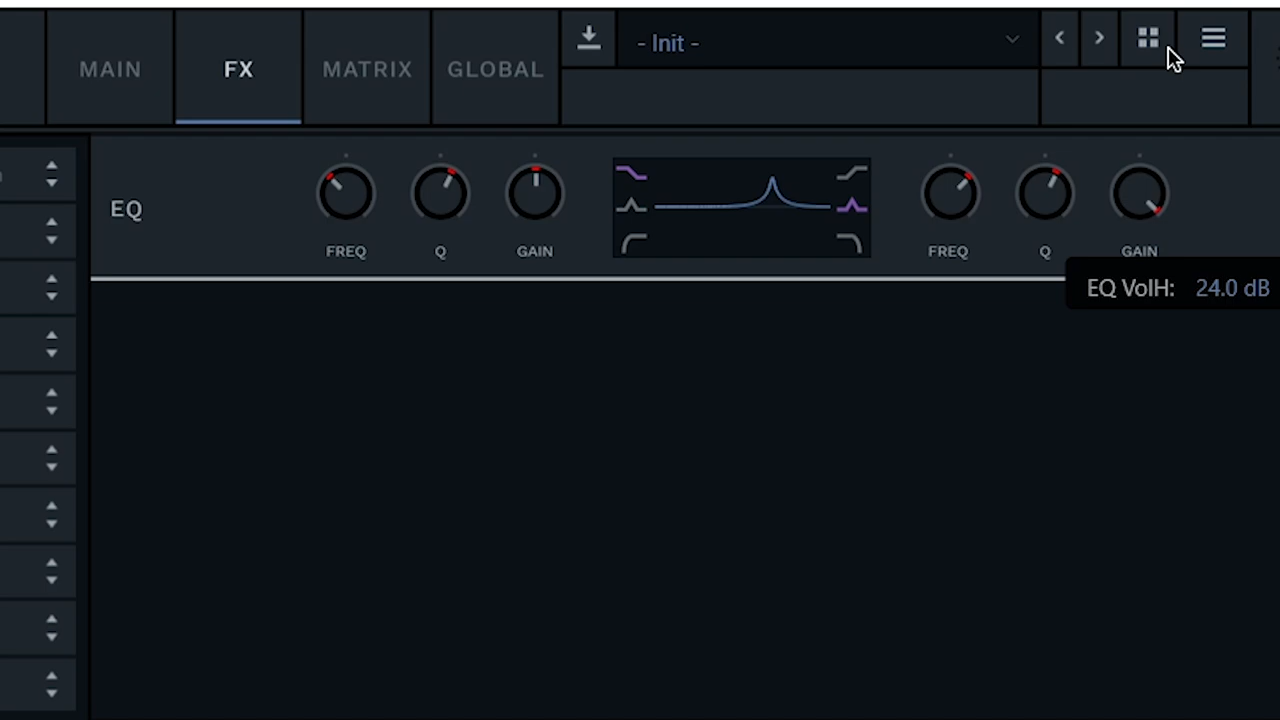 MAIN FX MATRIX GLOBAL - Init -
EQ
FREQ Q GAIN FREQ Q GAIN
EQ VolH: 24.0 dB